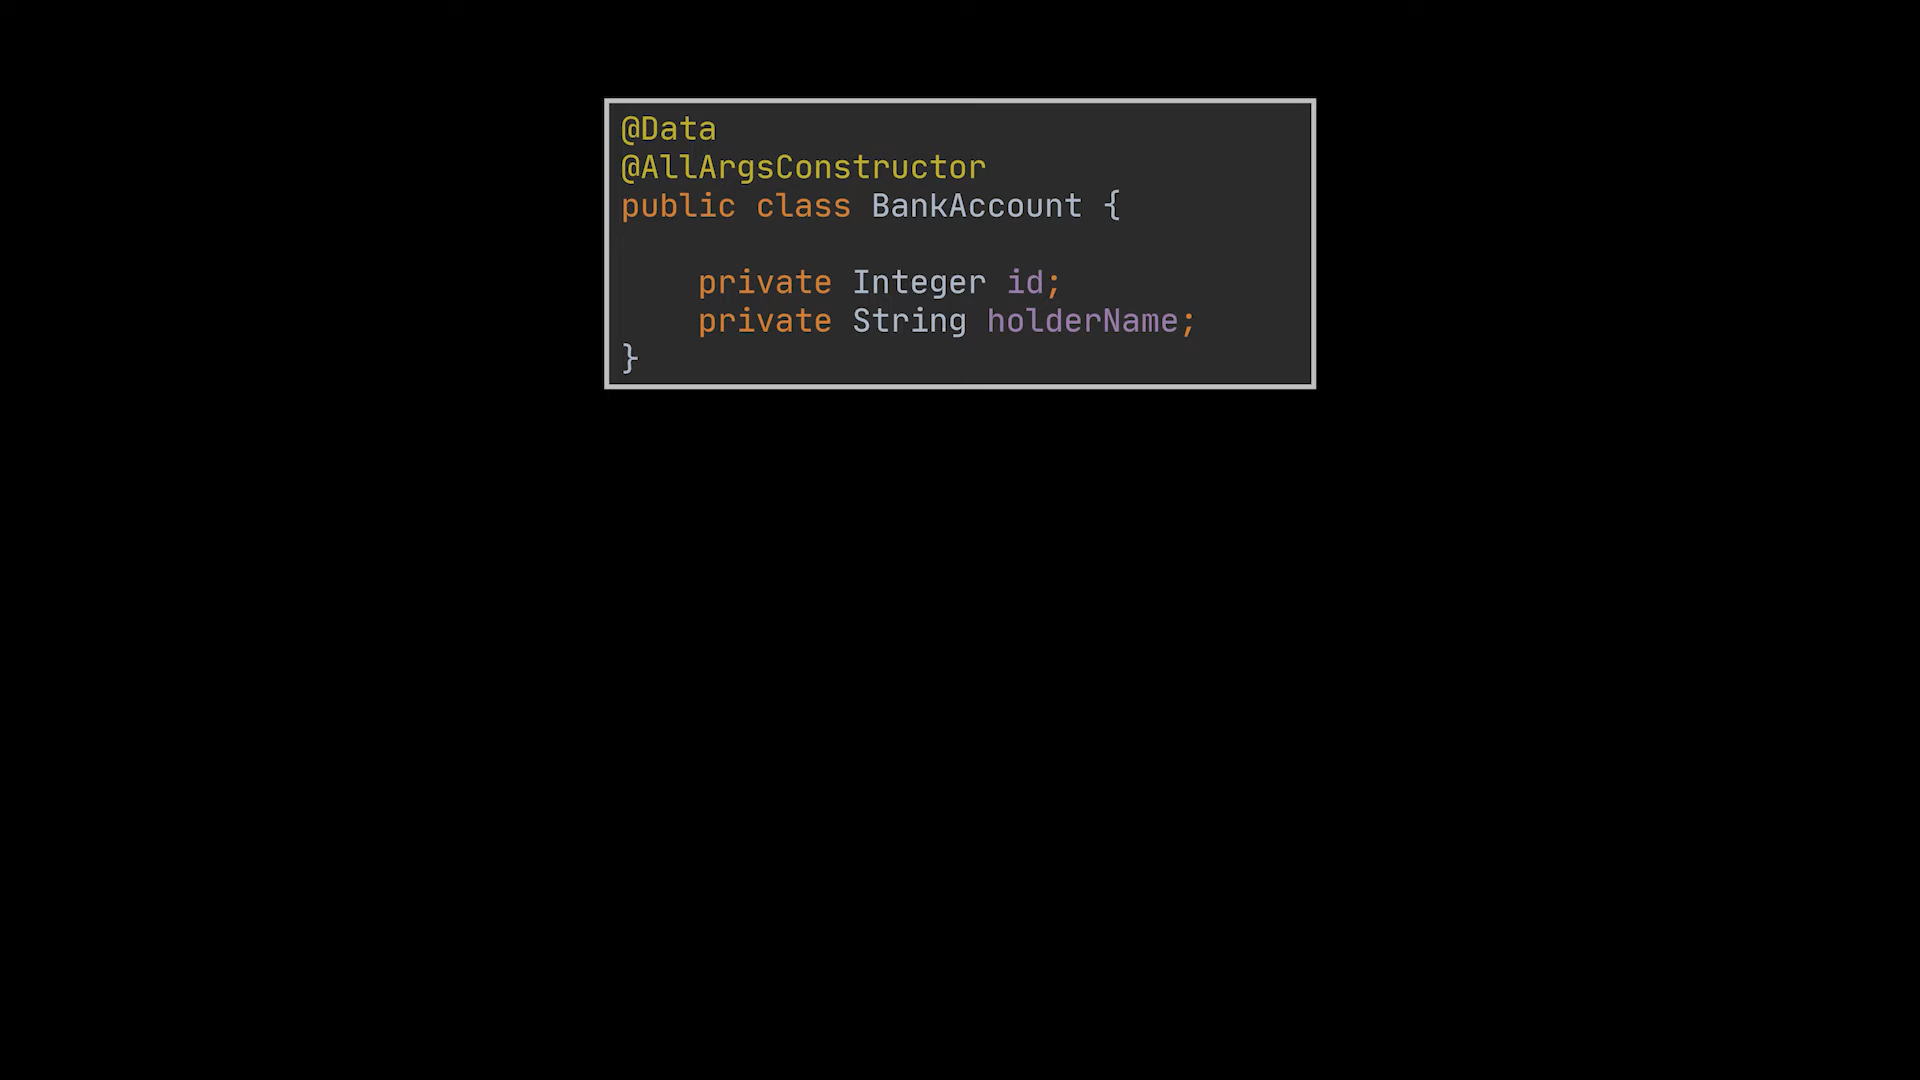 @Data
@AllArgsConstructor
public class BankAccount {
private Integer id;
private String holderName;
}